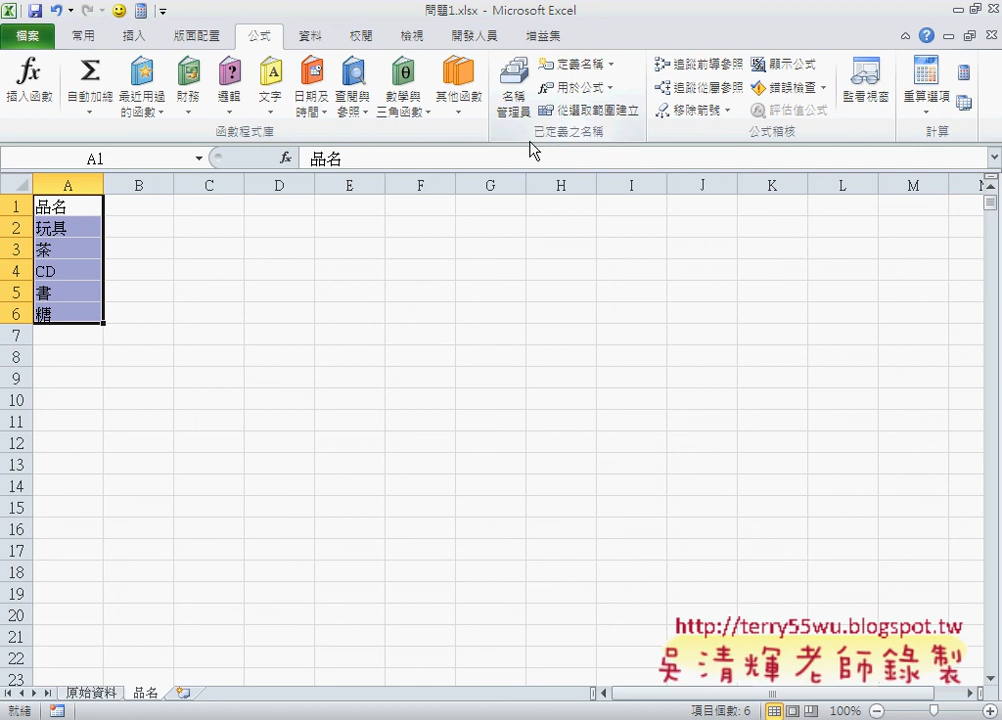 問題1.xlsx - Microsoft Excel
檔案 常用 插入 版面配置 公式 資料 校閱 檢視 開發人員 增益集
插入函數 自動加總 最近用過的函數 財務 邏輯 文字 日期及時間 查閱與參照 數學與三角函數 其他函數
函數程式庫
名稱管理員 定義名稱 用於公式 從選取範圍建立
已定義之名稱
追蹤前導參照 追蹤從屬參照 移除箭號 顯示公式 錯誤檢查 評估值公式 監看視窗
公式稽核
重算選項
計算
A1 fx 品名
A B C D E F G H I J K L M N
1 品名
2 玩具
3 茶
4 CD
5 書
6 糖
7
8
9
10
11
12
13
14
15
16
17
18
19
20
21
22
23
http://terry55wu.blogspot.tw
吳清輝老師錄製
原始資料 品名
就緒 項目個數: 6 100%